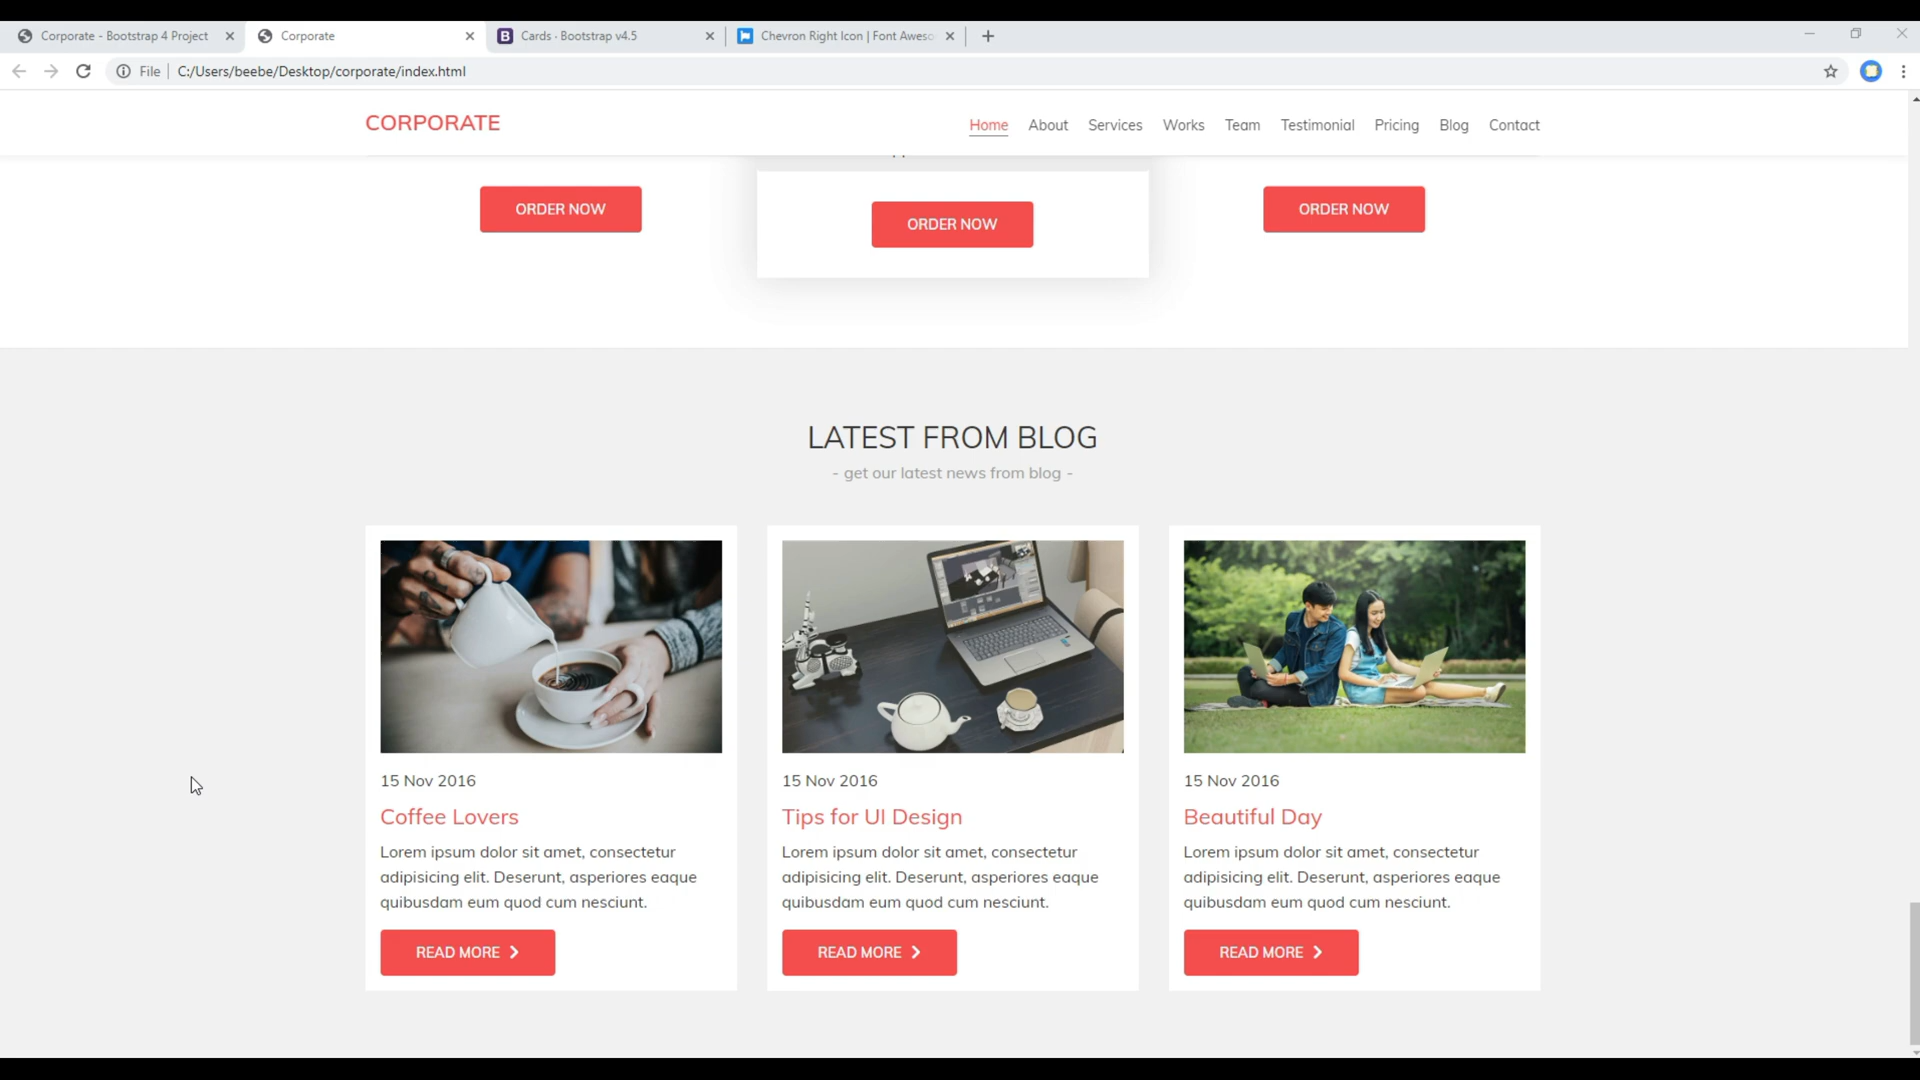 Corporate - Bootstrap 4 Project
Corporate
Cards · Bootstrap v4.5
Chevron Right Icon | Font Aweso
File
C:/Users/beebe/Desktop/corporate/index.html
CORPORATE
Home About Services Works Team Testimonial Pricing Blog Contact
ORDER NOW
ORDER NOW
ORDER NOW
LATEST FROM BLOG
- get our latest news from blog -
15 Nov 2016
Coffee Lovers
Lorem ipsum dolor sit amet, consectetur
adipisicing elit. Deserunt, asperiores eaque
quibusdam eum quod cum nesciunt.
READ MORE
15 Nov 2016
Tips for UI Design
Lorem ipsum dolor sit amet, consectetur
adipisicing elit. Deserunt, asperiores eaque
quibusdam eum quod cum nesciunt.
READ MORE
15 Nov 2016
Beautiful Day
Lorem ipsum dolor sit amet, consectetur
adipisicing elit. Deserunt, asperiores eaque
quibusdam eum quod cum nesciunt.
READ MORE